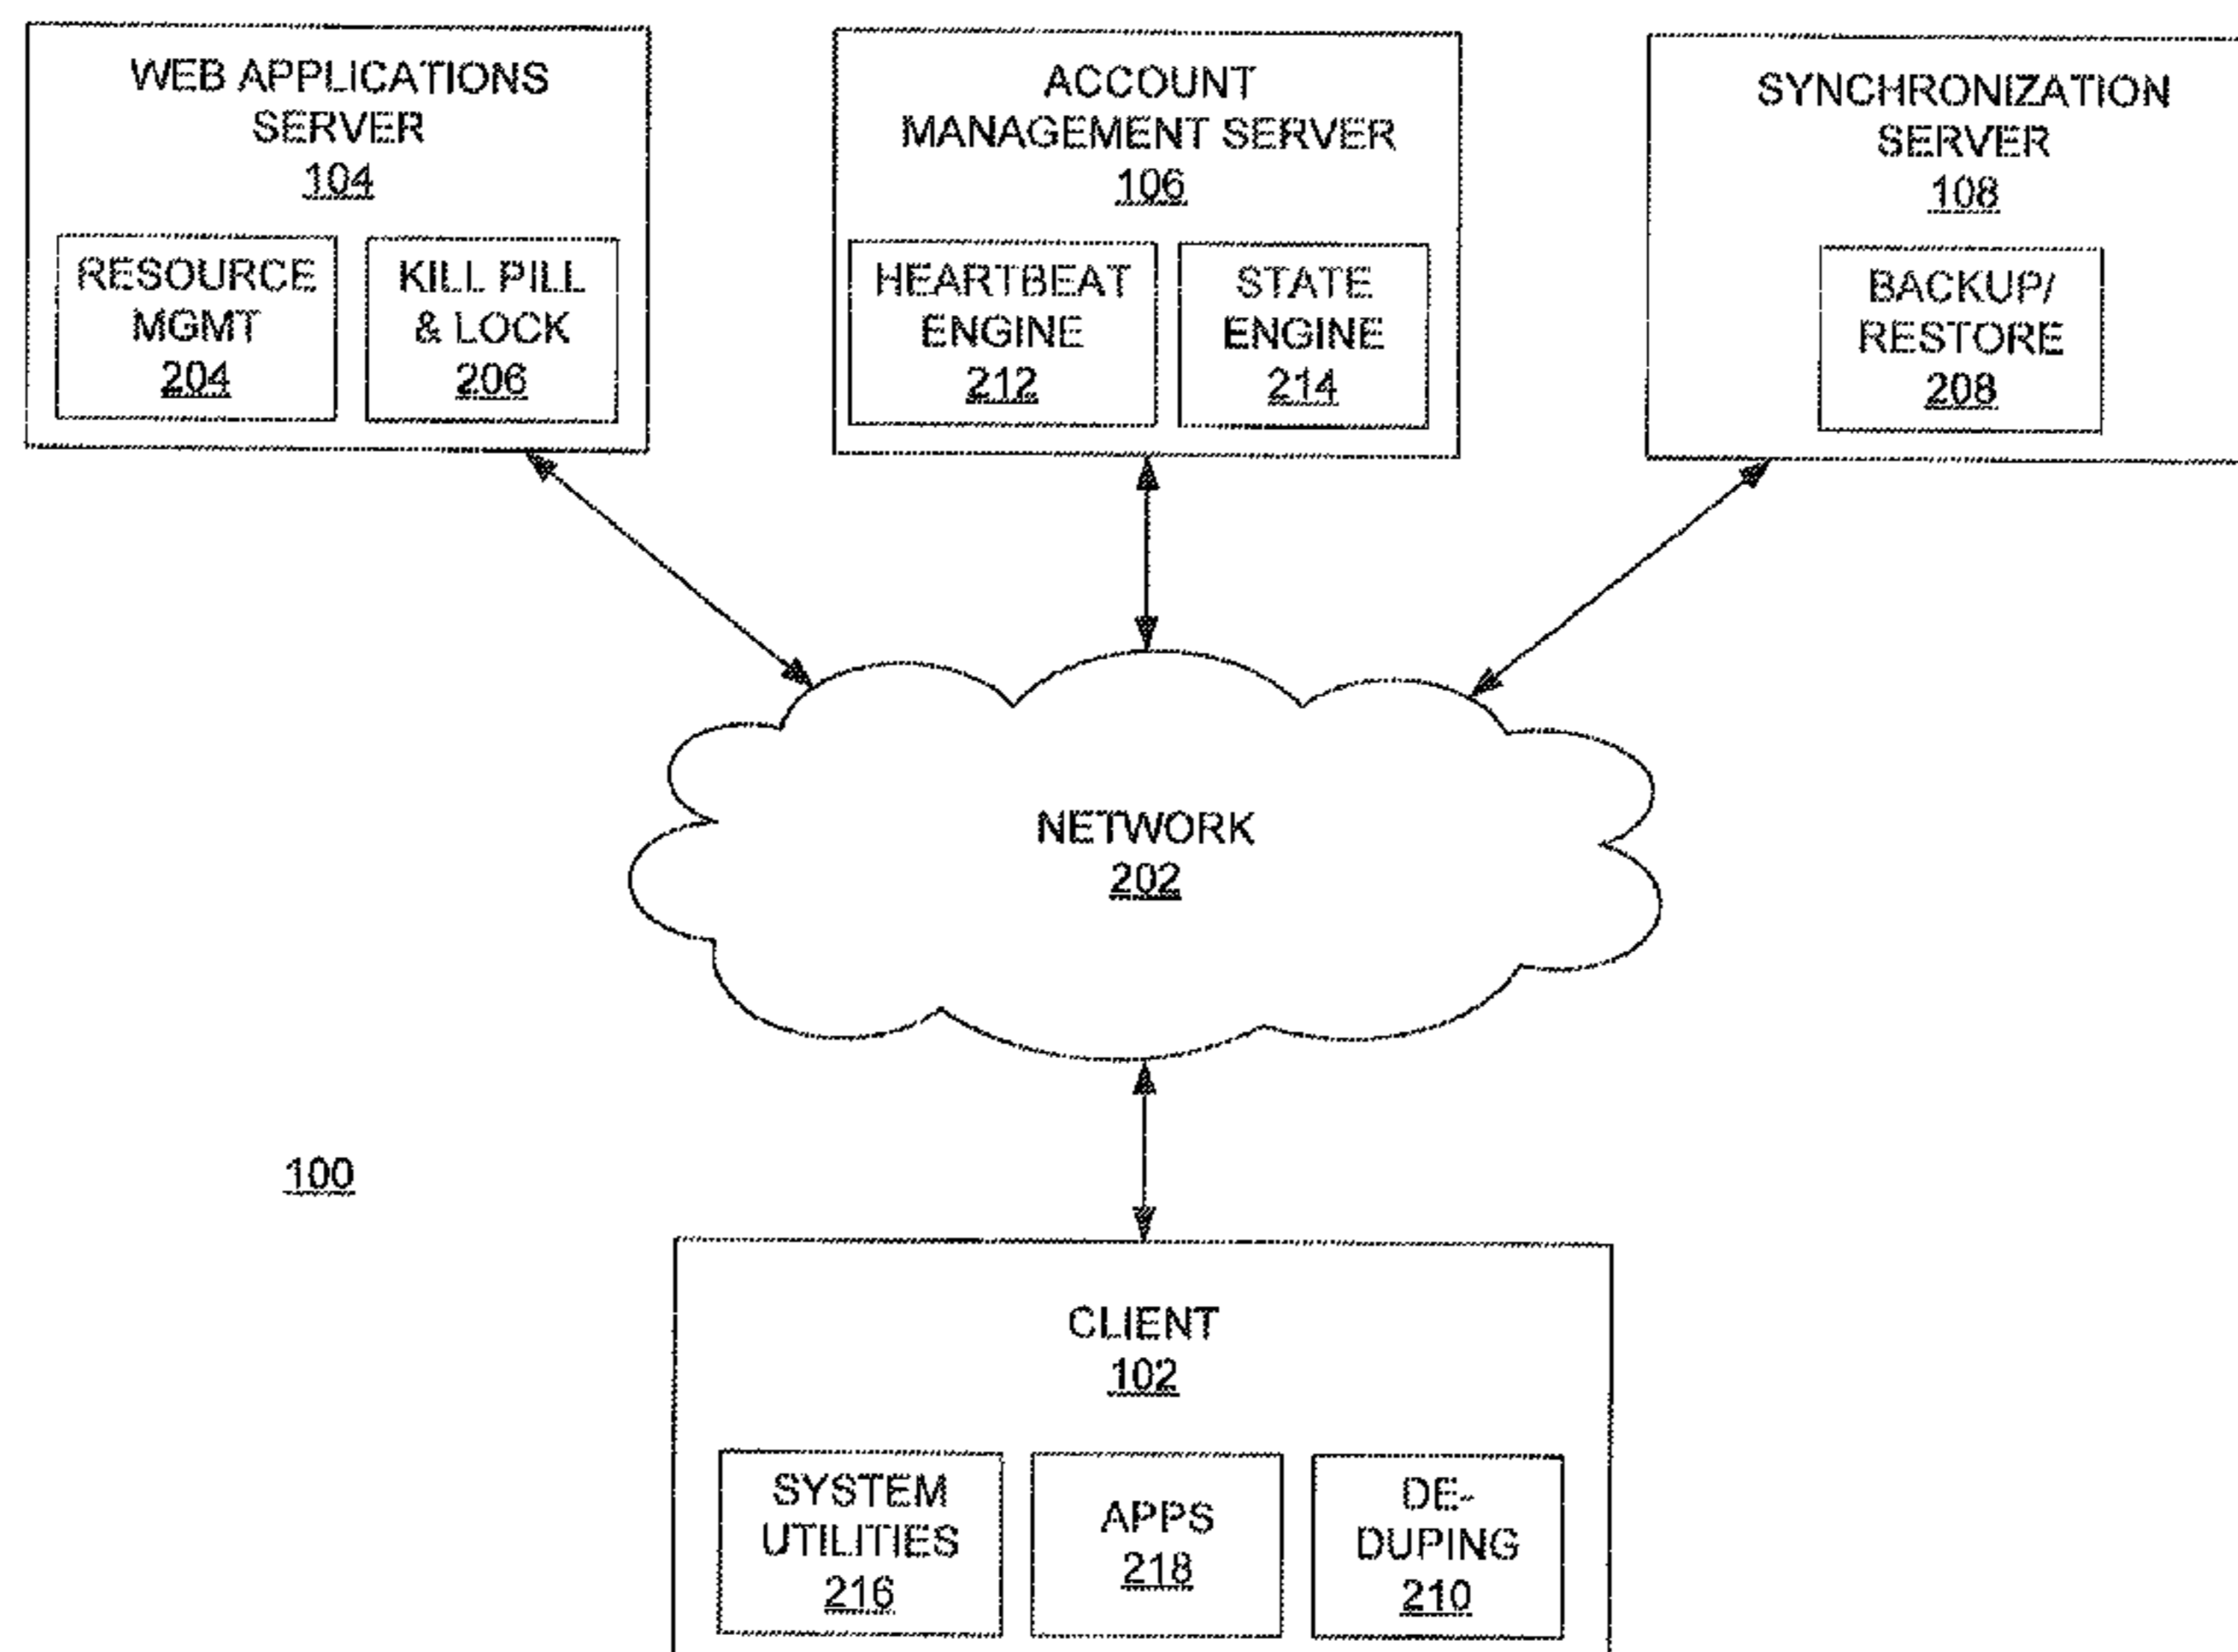 WEB APPLICATIONS
SERVER
104
RESOURCE
MGMT
204
KILL PILL
& LOCK
206
ACCOUNT
MANAGEMENT SERVER
106
HEARTBEAT
ENGINE
212
STATE
ENGINE
214
SYNCHRONIZATION
SERVER
108
BACKUP/
RESTORE
208
NETWORK
202
100
CLIENT
102
SYSTEM
UTILITIES
216
APPS
218
DE-
DUPING
210